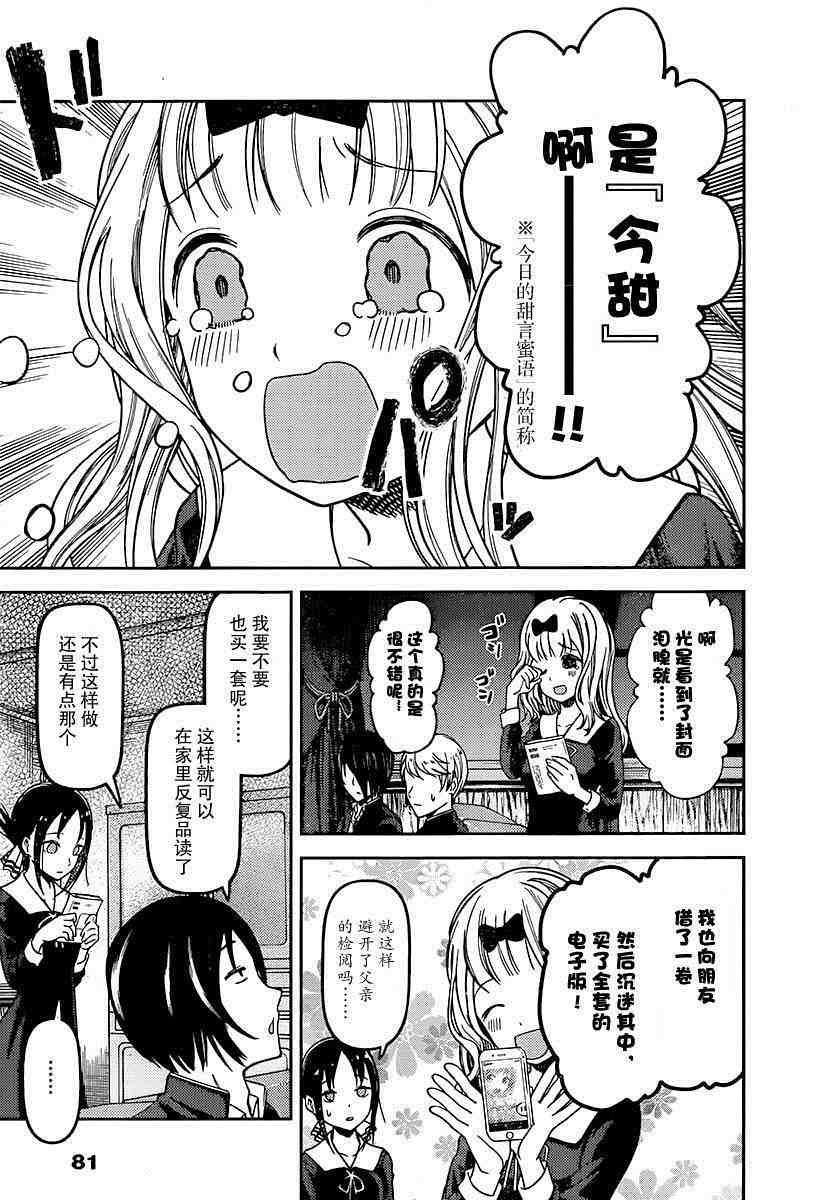 是『今甜』
啊━━━!!
※「今日的甜言蜜语」的简称
ドバッ
啊
光是看到了封面
泪腺就……
ゴシ
ゴシ
这个真的是
很不错呢…
我也向朋友
借了一卷
然后沉迷其中，
买了全套的
电子版！
就这样
避开了父亲
的检阅吗……
我要不要
也买一套呢…
这样就可以
在家里反复品读了
不过这样做
还是有点那个
……
81